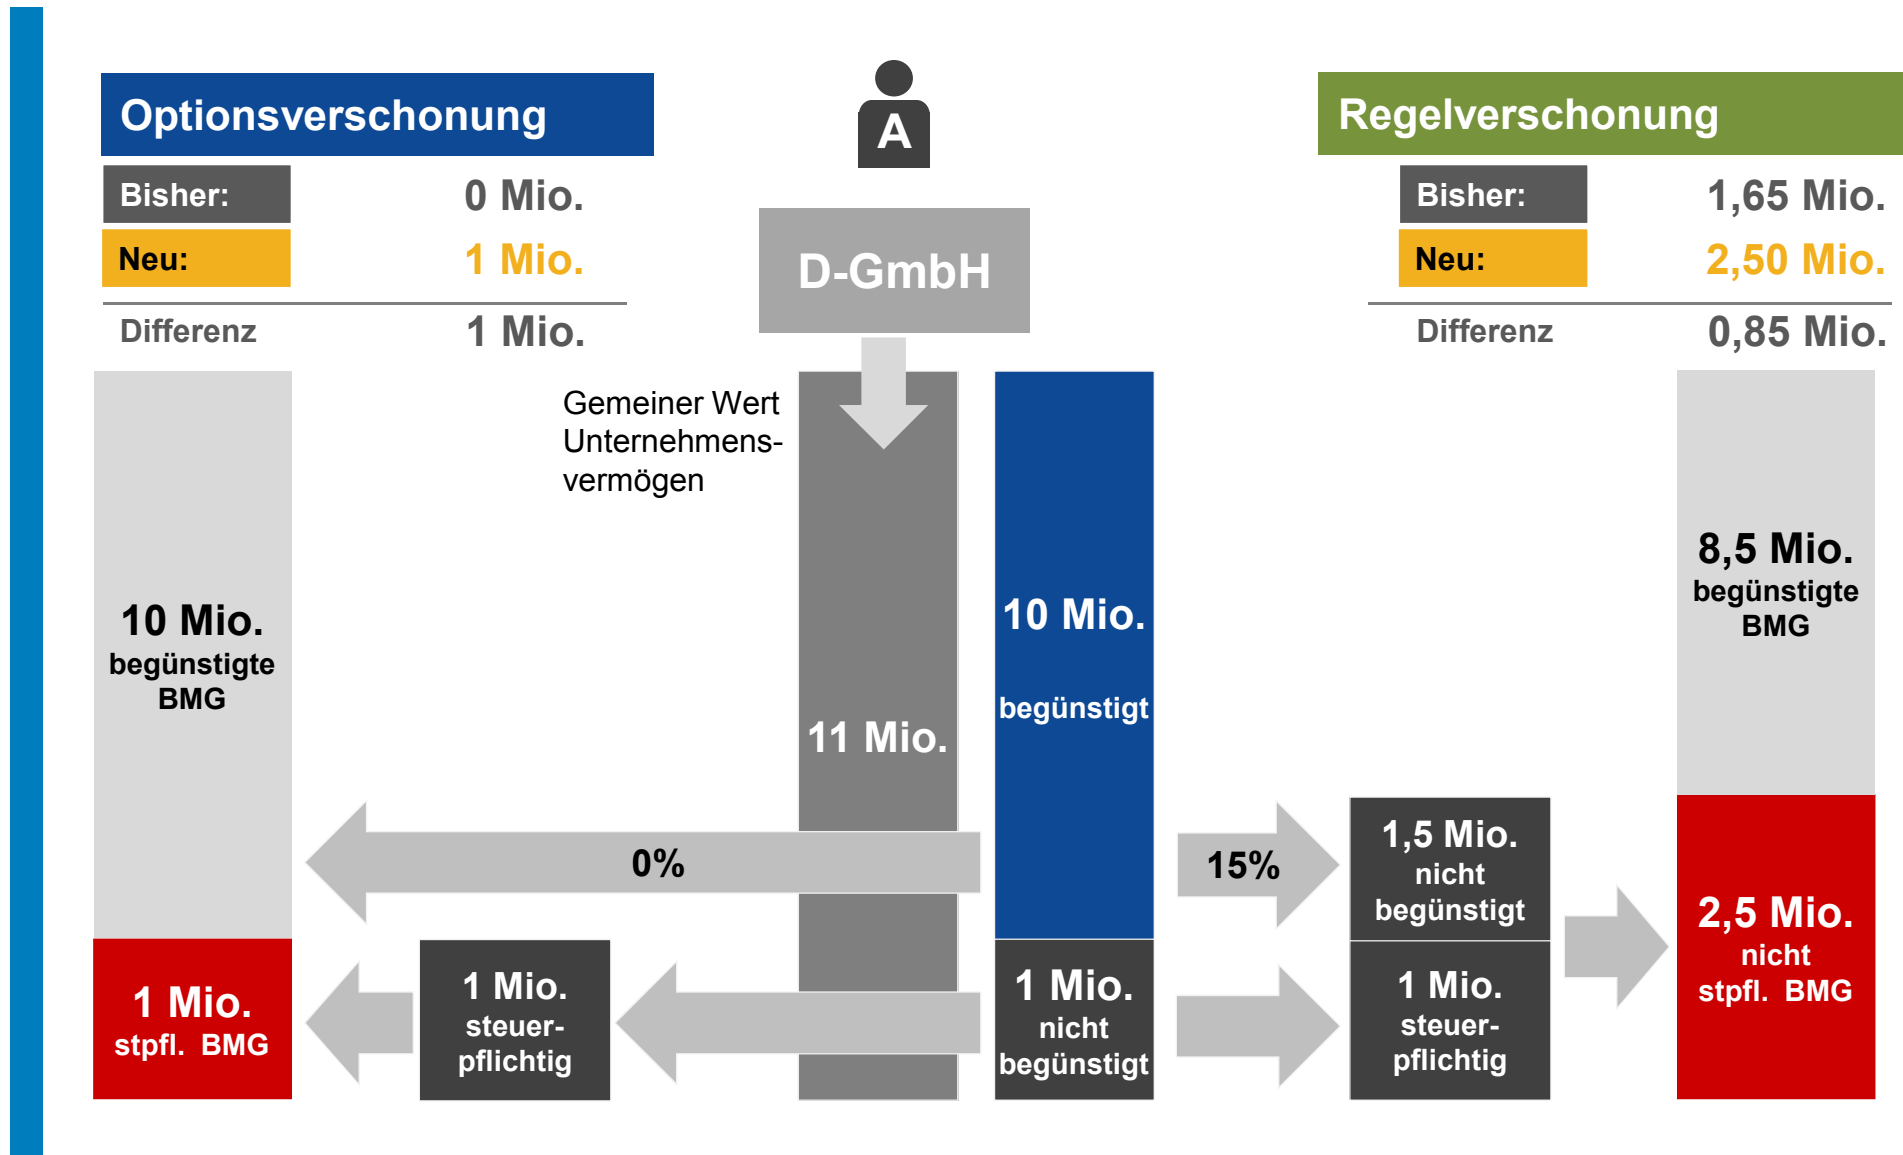 Optionsverschonung
Bisher: 0 Mio.
Neu: 1 Mio.
Differenz 1 Mio.
A
D-GmbH
Regelverschonung
Bisher: 1,65 Mio.
Neu: 2,50 Mio.
Differenz 0,85 Mio.
Gemeiner Wert
Unternehmens-
vermögen
10 Mio.
begünstigte
BMG
11 Mio.
10 Mio.
begünstigt
8,5 Mio.
begünstigte
BMG
0%
15%
1,5 Mio.
nicht
begünstigt
1 Mio.
stpfl. BMG
1 Mio.
steuer-
pflichtig
1 Mio.
nicht
begünstigt
1 Mio.
steuer-
pflichtig
2,5 Mio.
nicht
stpfl. BMG